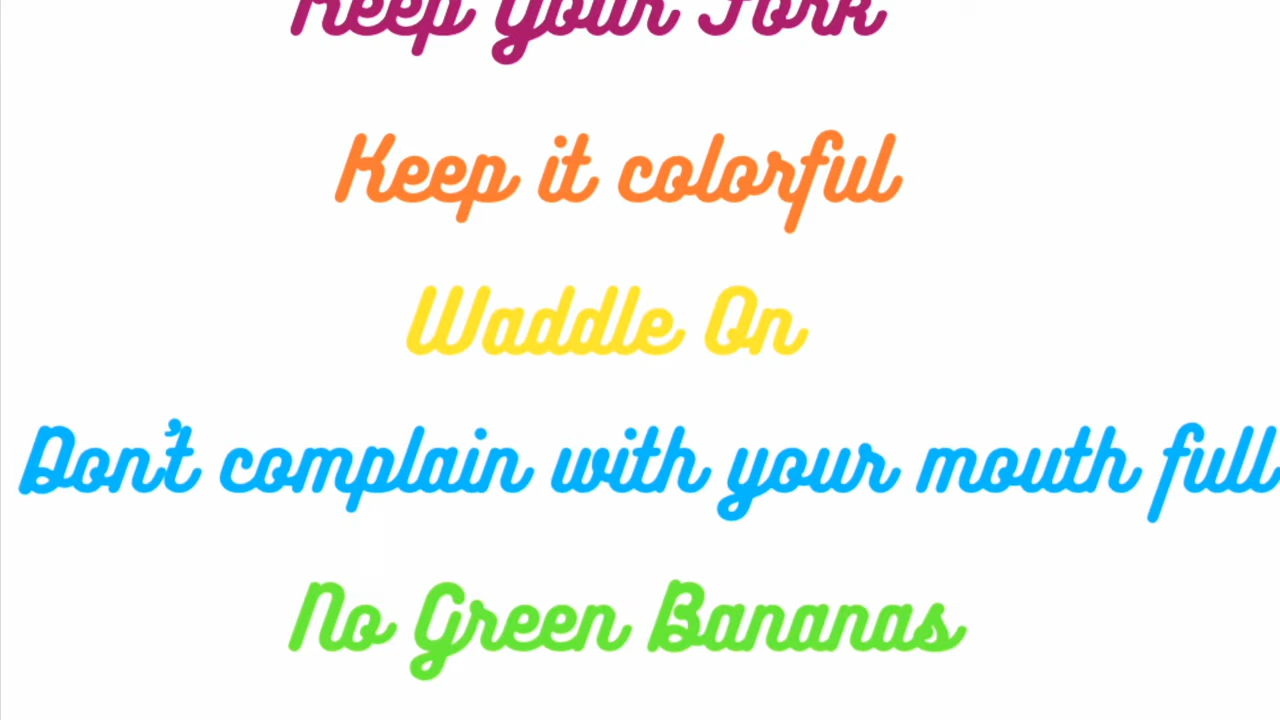 Keep Your Fork
Keep it colorful
Waddle On
Don't complain with your mouth full
No Green Bananas